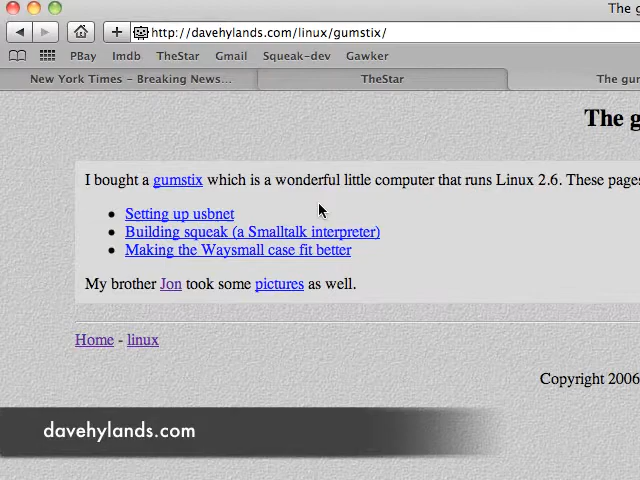 The g
http://davehylands.com/linux/gumstix/
PBay Imdb TheStar Gmail Squeak-dev Gawker
New York Times - Breaking News... TheStar The gur
The g
I bought a gumstix which is a wonderful little computer that runs Linux 2.6. These pages
Setting up usbnet
Building squeak (a Smalltalk interpreter)
Making the Waysmall case fit better
My brother Jon took some pictures as well.
Home - linux
Copyright 2006
davehylands.com